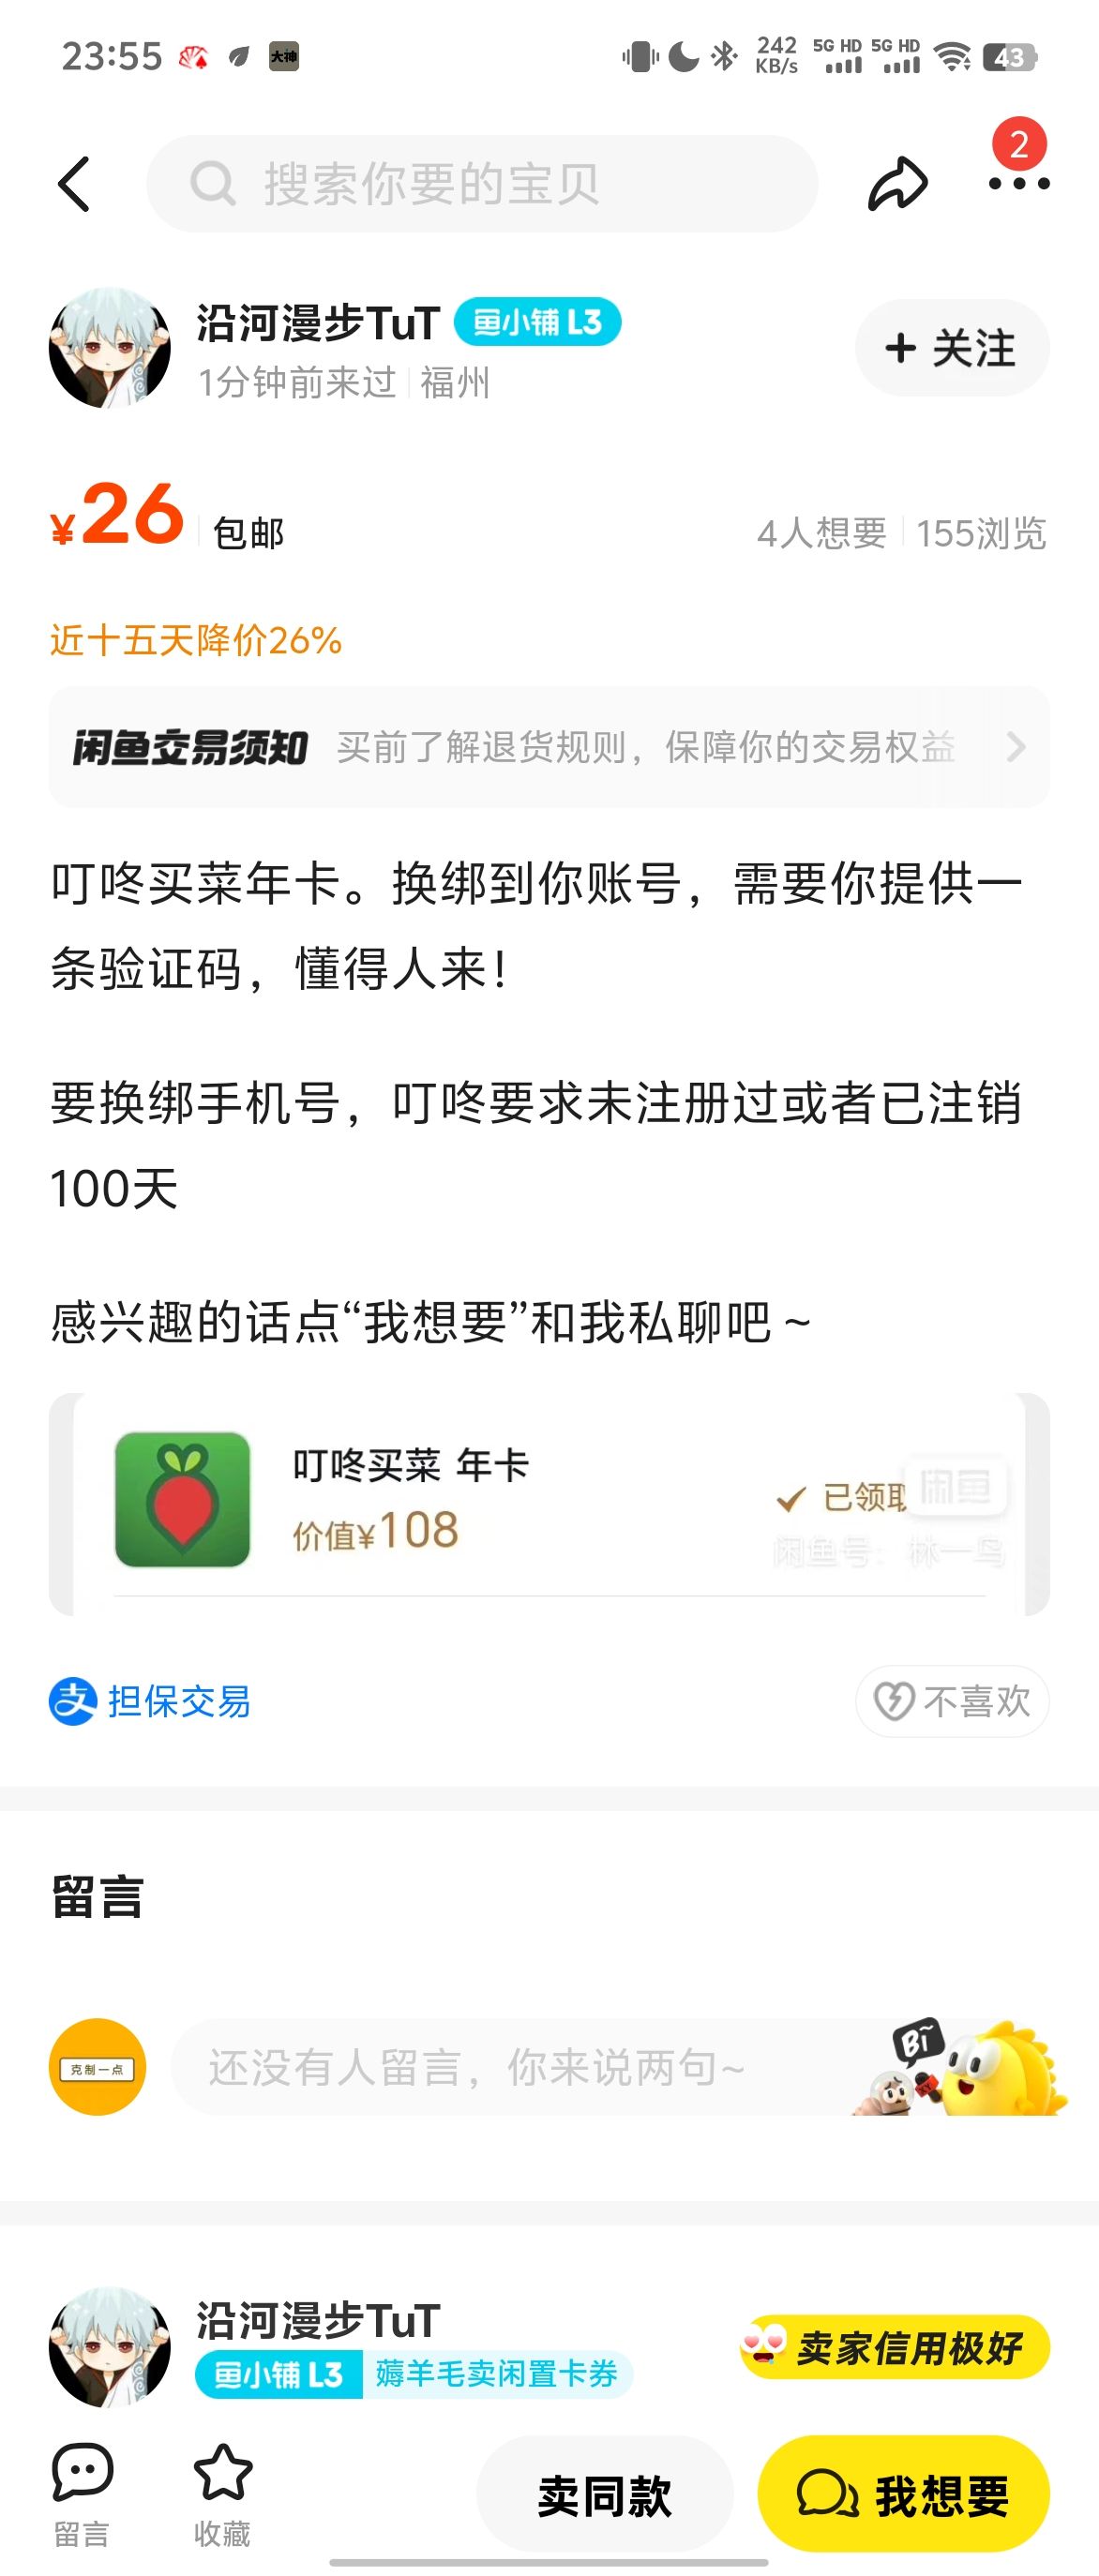 23:55
大神
242 KB/s
5G HD 5G HD
43
搜索你要的宝贝
2
沿河漫步TuT
鱼小铺 L3
1分钟前来过 福州
+ 关注
¥26 包邮
4人想要 155浏览
近十五天降价26%
闲鱼交易须知 买前了解退货规则，保障你的交易权益
叮咚买菜年卡。换绑到你账号，需要你提供一
条验证码，懂得人来！
要换绑手机号，叮咚要求未注册过或者已注销
100天
感兴趣的话点“我想要”和我私聊吧～
叮咚买菜 年卡
价值¥108
已领取
闲鱼
闲鱼号：林一鸟
支 担保交易
不喜欢
留言
克制一点
还没有人留言，你来说两句~
Bi~
沿河漫步TuT
鱼小铺 L3 薅羊毛卖闲置卡券
卖家信用极好
留言
收藏
卖同款
我想要